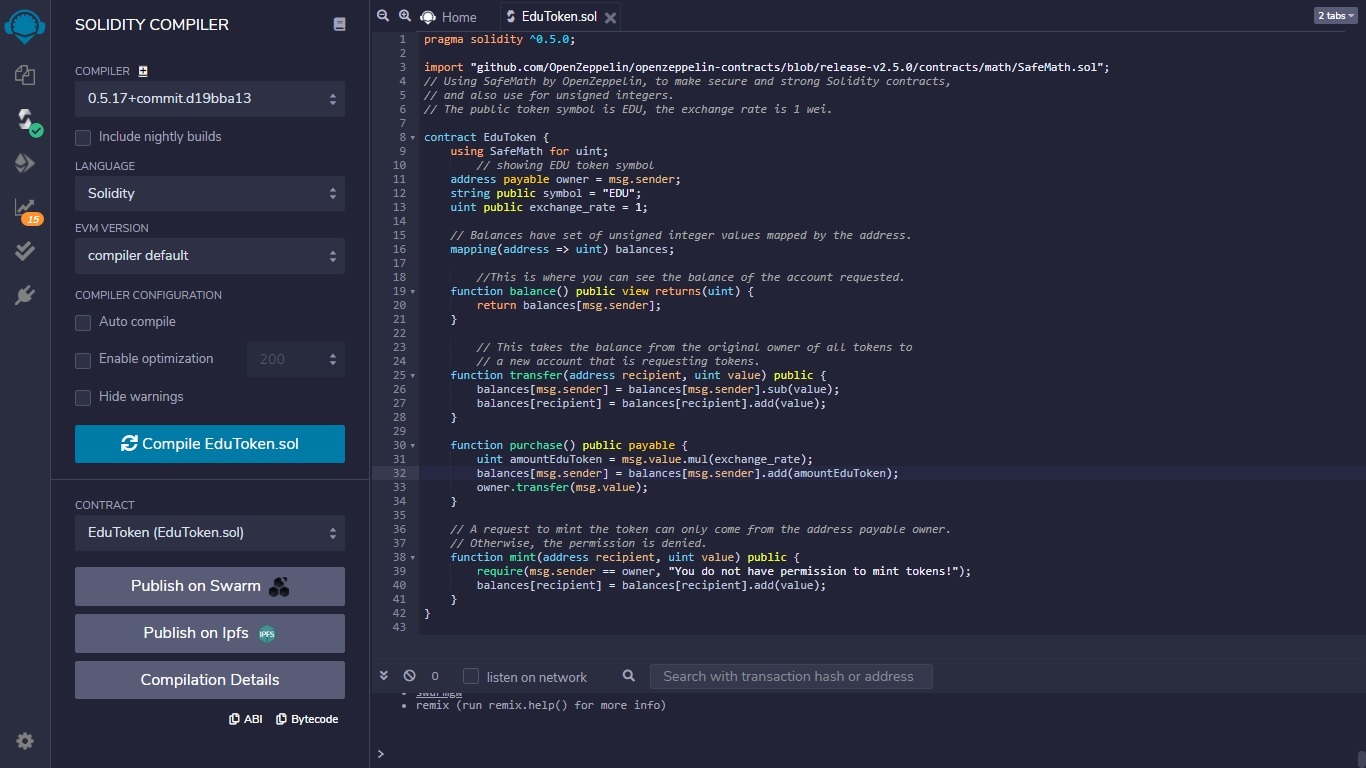 SOLIDITY COMPILER
COMPILER
0.5.17+commit.d19bba13
Include nightly builds
LANGUAGE
Solidity
EVM VERSION
compiler default
COMPILER CONFIGURATION
Auto compile
Enable optimization 200
Hide warnings
Compile EduToken.sol
CONTRACT
EduToken (EduToken.sol)
Publish on Swarm
Publish on Ipfs IPFS
Compilation Details
ABI Bytecode
15
Home EduToken.sol 2 tabs
1 pragma solidity ^0.5.0;
2
3 import "github.com/OpenZeppelin/openzeppelin-contracts/blob/release-v2.5.0/contracts/math/SafeMath.sol";
4 // Using SafeMath by OpenZeppelin, to make secure and strong Solidity contracts,
5 // and also use for unsigned integers.
6 // The public token symbol is EDU, the exchange rate is 1 wei.
7
8 contract EduToken {
9 using SafeMath for uint;
10 // showing EDU token symbol
11 address payable owner = msg.sender;
12 string public symbol = "EDU";
13 uint public exchange_rate = 1;
14
15 // Balances have set of unsigned integer values mapped by the address.
16 mapping(address => uint) balances;
17
18 //This is where you can see the balance of the account requested.
19 function balance() public view returns(uint) {
20 return balances[msg.sender];
21 }
22
23 // This takes the balance from the original owner of all tokens to
24 // a new account that is requesting tokens.
25 function transfer(address recipient, uint value) public {
26 balances[msg.sender] = balances[msg.sender].sub(value);
27 balances[recipient] = balances[recipient].add(value);
28 }
29
30 function purchase() public payable {
31 uint amountEduToken = msg.value.mul(exchange_rate);
32 balances[msg.sender] = balances[msg.sender].add(amountEduToken);
33 owner.transfer(msg.value);
34 }
35
36 // A request to mint the token can only come from the address payable owner.
37 // Otherwise, the permission is denied.
38 function mint(address recipient, uint value) public {
39 require(msg.sender == owner, "You do not have permission to mint tokens!");
40 balances[recipient] = balances[recipient].add(value);
41 }
42 }
43
0 listen on network Search with transaction hash or address
swarmgw
• remix (run remix.help() for more info)
>